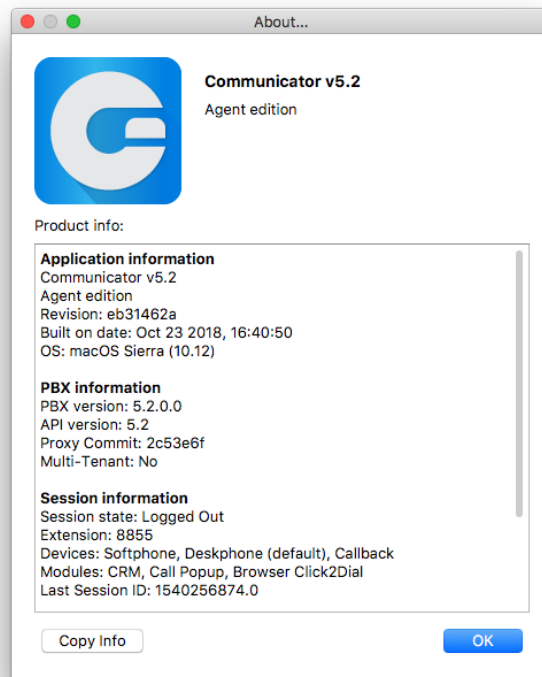 About...
Communicator v5.2
Agent edition
Product info:
Application information
Communicator v5.2
Agent edition
Revision: eb31462a
Built on date: Oct 23 2018, 16:40:50
OS: macOS Sierra (10.12)
PBX information
PBX version: 5.2.0.0
API version: 5.2
Proxy Commit: 2c53e6f
Multi-Tenant: No
Session information
Session state: Logged Out
Extension: 8855
Devices: Softphone, Deskphone (default), Callback
Modules: CRM, Call Popup, Browser Click2Dial
Last Session ID: 1540256874.0
Copy Info
OK